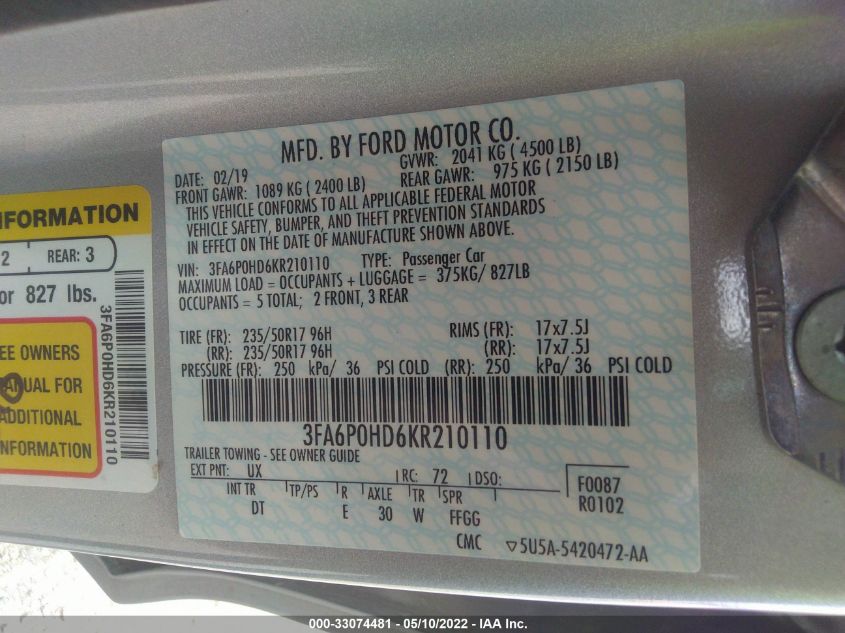 MFD. BY FORD MOTOR CO.
DATE: 02/19 GVWR: 2041 KG ( 4500 LB)
FRONT GAWR: 1089 KG ( 2400 LB) REAR GAWR: 975 KG ( 2150 LB)
THIS VEHICLE CONFORMS TO ALL APPLICABLE FEDERAL MOTOR
VEHICLE SAFETY, BUMPER, AND THEFT PREVENTION STANDARDS
IN EFFECT ON THE DATE OF MANUFACTURE SHOWN ABOVE.
VIN: 3FA6P0HD6KR210110 TYPE: Passenger Car
MAXIMUM LOAD = OCCUPANTS + LUGGAGE = 375KG/ 827LB
OCCUPANTS = 5 TOTAL; 2 FRONT, 3 REAR
TIRE (FR): 235/50R17 96H RIMS (FR): 17x7.5J
(RR): 235/50R17 96H (RR): 17x7.5J
PRESSURE (FR): 250 kPa/ 36 PSI COLD (RR): 250 kPa/ 36 PSI COLD
3FA6P0HD6KR210110
TRAILER TOWING - SEE OWNER GUIDE
EXT PNT: UX RC: 72 DSO: F0087
INT TR TP/PS R AXLE TR SPR R0102
DT E 30 W FFGG
CMC ▽5U5A-5420472-AA
INFORMATION
2 REAR: 3
or 827 lbs.
SEE OWNERS
MANUAL FOR
ADDITIONAL
INFORMATION
3FA6P0HD6KR210110
000-33074481 - 05/10/2022 - IAA Inc.